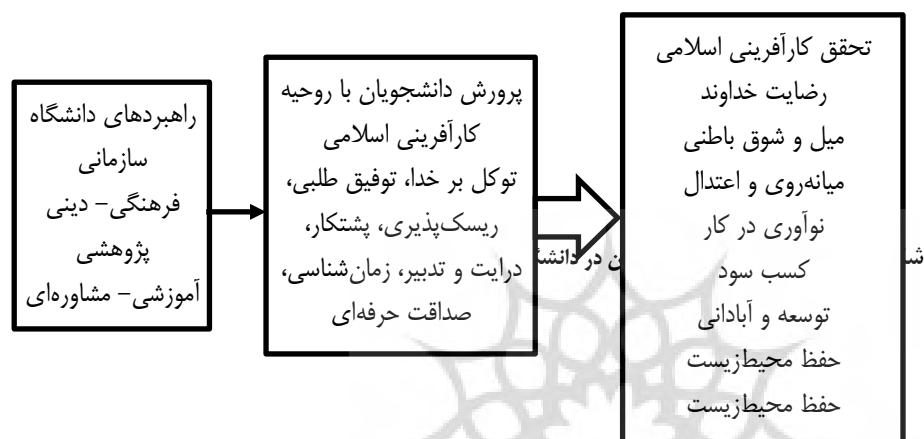 راهبردهای دانشگاه
سازمانی
فرهنگی- دینی
پژوهشی
آموزشی- مشاوره‌ای
پرورش دانشجویان با روحیه
کارآفرینی اسلامی
توکل بر خدا، توفیق طلبی،
ریسک‌پذیری، پشتکار،
درایت و تدبیر، زمان‌شناسی،
صداقت حرفه‌ای
تحقق کارآفرینی اسلامی
رضایت خداوند
میل و شوق باطنی
میانه‌روی و اعتدال
نوآوری در کار
کسب سود
توسعه و آبادانی
حفظ محیط‌زیست
حفظ محیط‌زیست
در